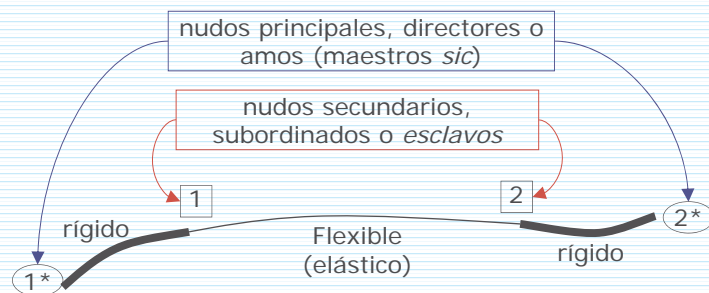 nudos principales, directores o
amos (maestros sic)
nudos secundarios,
subordinados o esclavos
1
2
rígido
2*
Flexible
(elástico)
rígido
1*